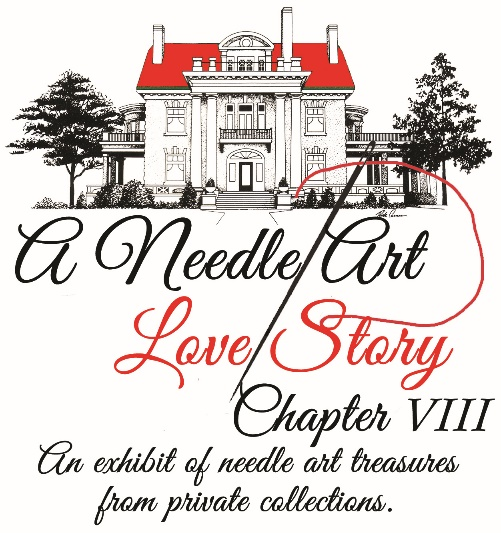 A Needle Art
Love Story
Chapter VIII
An exhibit of needle art treasures
from private collections.